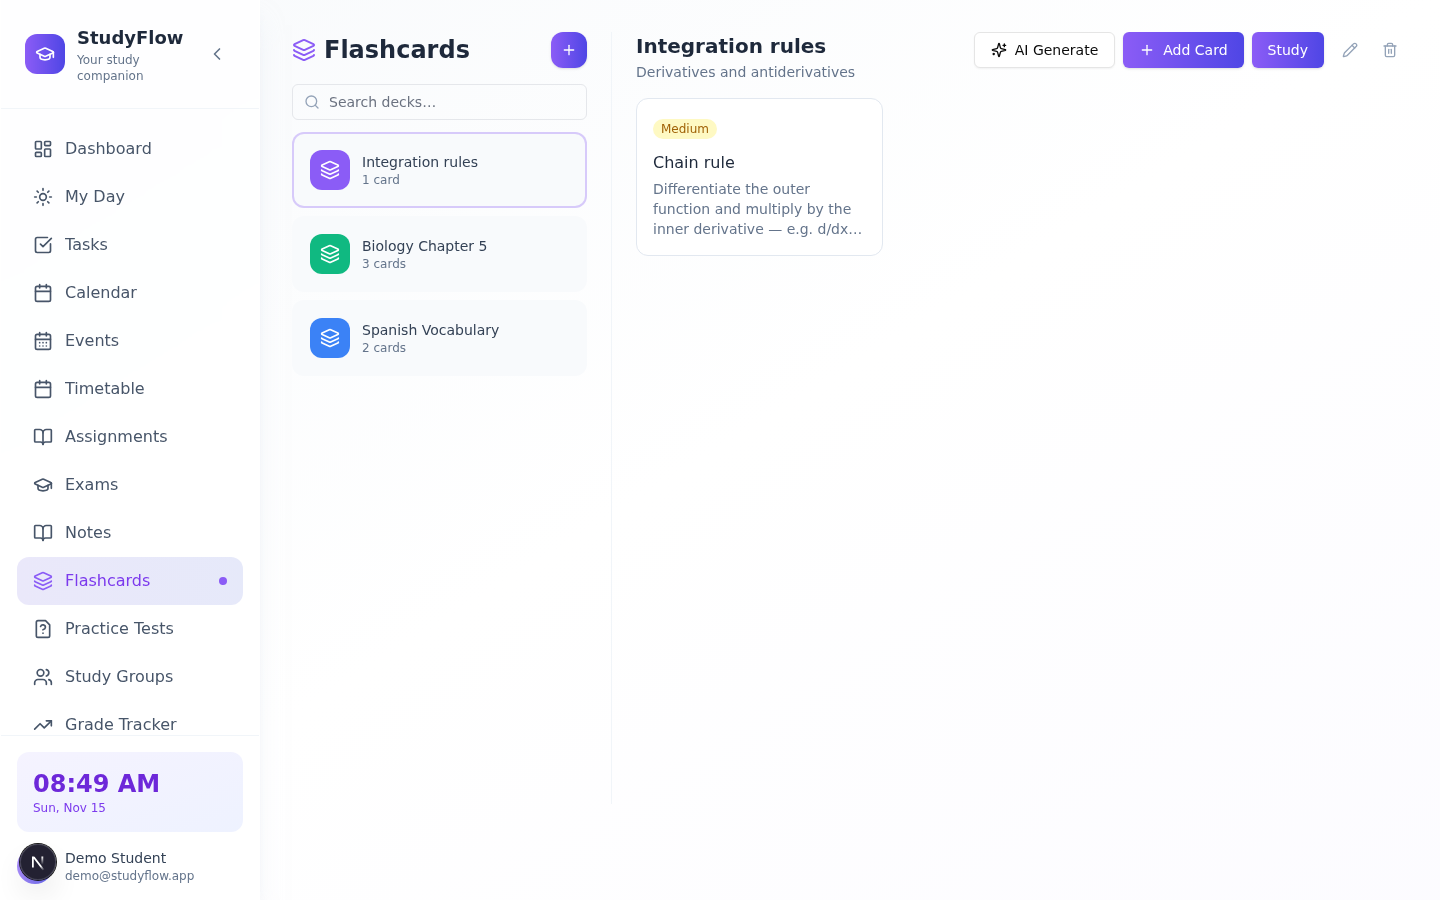 StudyFlow
Your study
companion
Dashboard
My Day
Tasks
Calendar
Events
Timetable
Assignments
Exams
Notes
Flashcards
Practice Tests
Study Groups
Grade Tracker
08:49 AM
Sun, Nov 15
N
Demo Student
demo@studyflow.app
Flashcards
Search decks...
Integration rules
1 card
Biology Chapter 5
3 cards
Spanish Vocabulary
2 cards
Integration rules
Derivatives and antiderivatives
AI Generate
Add Card
Study
Medium
Chain rule
Differentiate the outer
function and multiply by the
inner derivative — e.g. d/dx...